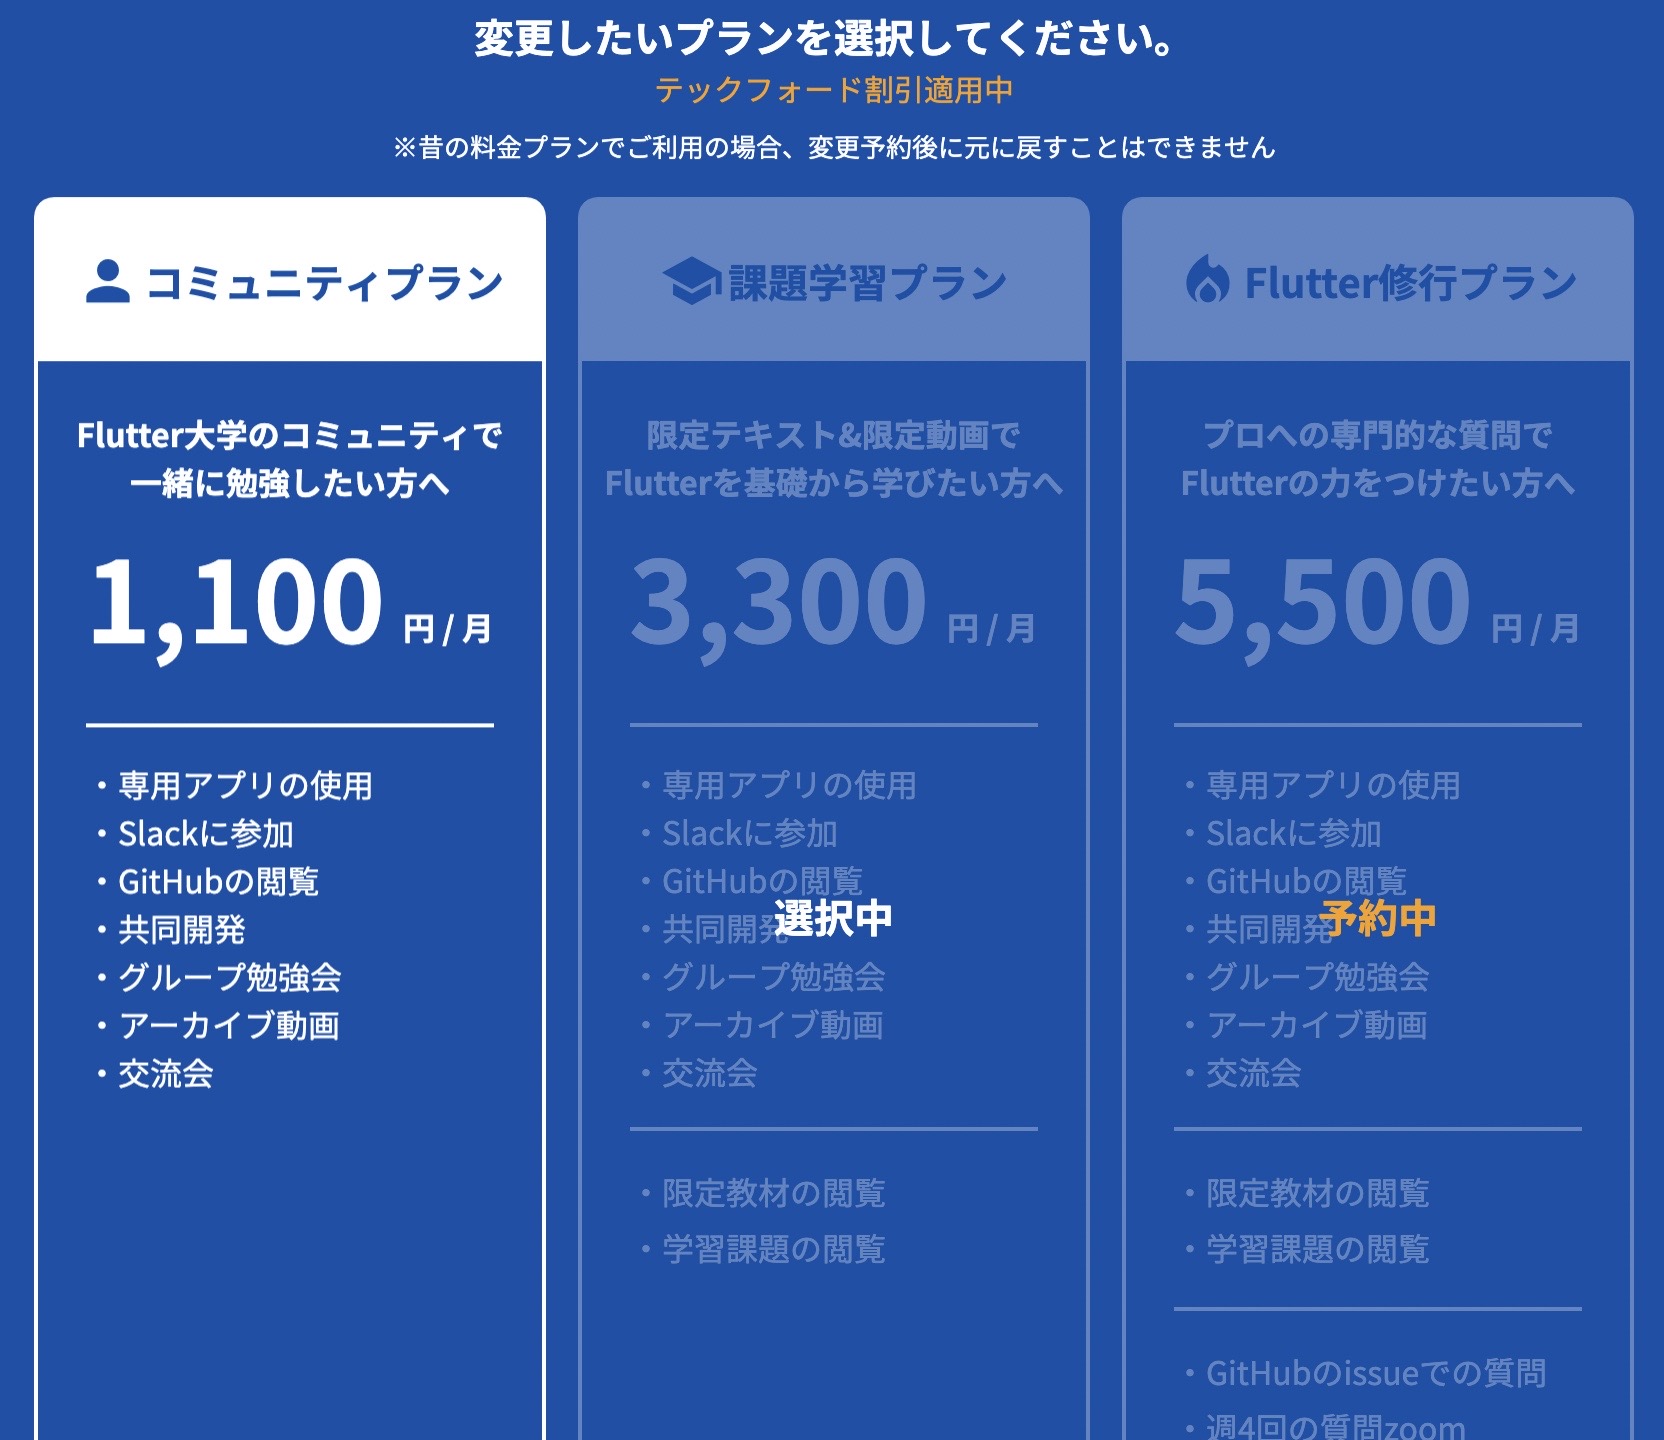 変更したいプランを選択してください。
テックフォード割引適用中
※昔の料金プランでご利用の場合、変更予約後に元に戻すことはできません
コミュニティプラン
Flutter大学のコミュニティで
一緒に勉強したい方へ
1,100 円 / 月
・専用アプリの使用
・Slackに参加
・GitHubの閲覧
・共同開発
・グループ勉強会
・アーカイブ動画
・交流会
課題学習プラン
限定テキスト&限定動画で
Flutterを基礎から学びたい方へ
3,300 円 / 月
・専用アプリの使用
・Slackに参加
・GitHubの閲覧
・共同開発
選択中
・グループ勉強会
・アーカイブ動画
・交流会
・限定教材の閲覧
・学習課題の閲覧
Flutter修行プラン
プロへの専門的な質問で
Flutterの力をつけたい方へ
5,500 円 / 月
・専用アプリの使用
・Slackに参加
・GitHubの閲覧
・共同開発
予約中
・グループ勉強会
・アーカイブ動画
・交流会
・限定教材の閲覧
・学習課題の閲覧
・GitHubのissueでの質問
・週4回の質問zoom